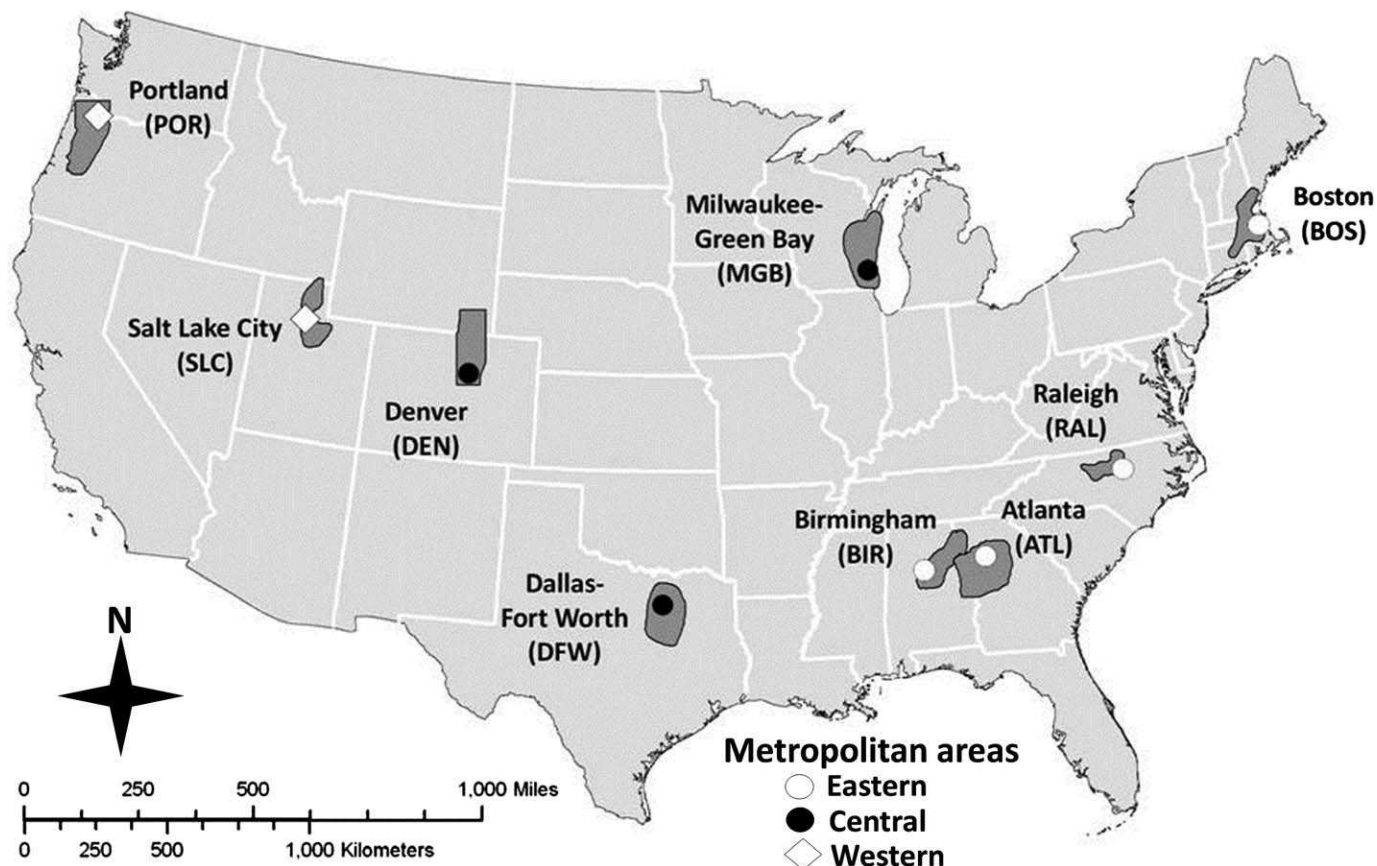 Portland
(POR)
Milwaukee-
Green Bay
(MGB)
Boston
(BOS)
Salt Lake City
(SLC)
Denver
(DEN)
Raleigh
(RAL)
Birmingham
(BIR)
Atlanta
(ATL)
Dallas-
Fort Worth
(DFW)
N
Metropolitan areas
Eastern
Central
Western
0 250 500 1,000 Miles
0 250 500 1,000 Kilometers